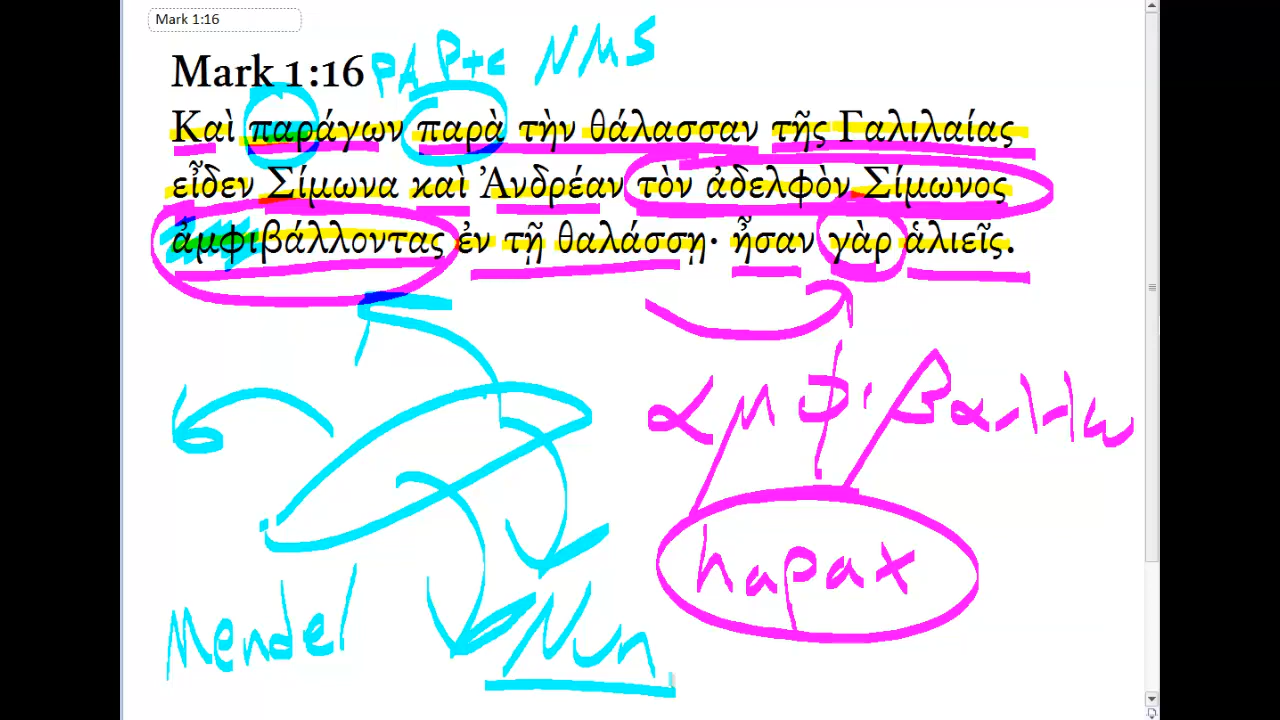 Mark 1:16
Mark 1:16 PA Ptc NMS
Καὶ παράγων παρὰ τὴν θάλασσαν τῆς Γαλιλαίας
εἶδεν Σίμωνα καὶ Ἀνδρέαν τὸν ἀδελφὸν Σίμωνος
ἀμφιβάλλοντας ἐν τῇ θαλάσσῃ· ἦσαν γὰρ ἁλιεῖς.
αμφιβαλλω
hapax
Mendel Nun